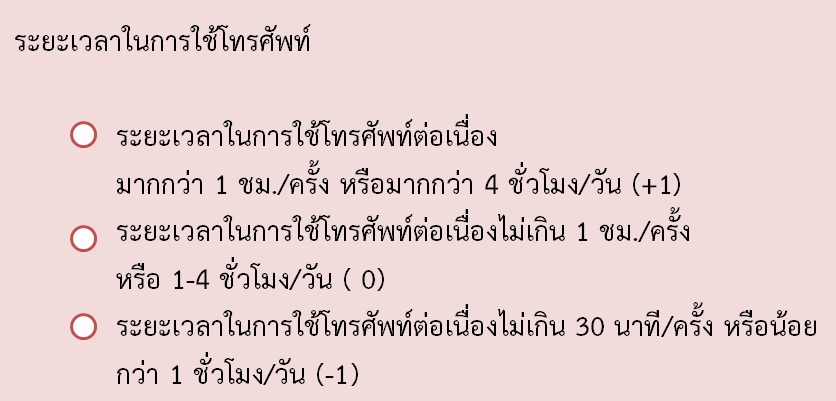 ระยะเวลาในการใช้โทรศัพท์
ระยะเวลาในการใช้โทรศัพท์ต่อเนื่อง
มากกว่า 1 ชม./ครั้ง หรือมากกว่า 4 ชั่วโมง/วัน (+1)
ระยะเวลาในการใช้โทรศัพท์ต่อเนื่องไม่เกิน 1 ชม./ครั้ง
หรือ 1-4 ชั่วโมง/วัน ( 0)
ระยะเวลาในการใช้โทรศัพท์ต่อเนื่องไม่เกิน 30 นาที/ครั้ง หรือน้อย
กว่า 1 ชั่วโมง/วัน (-1)